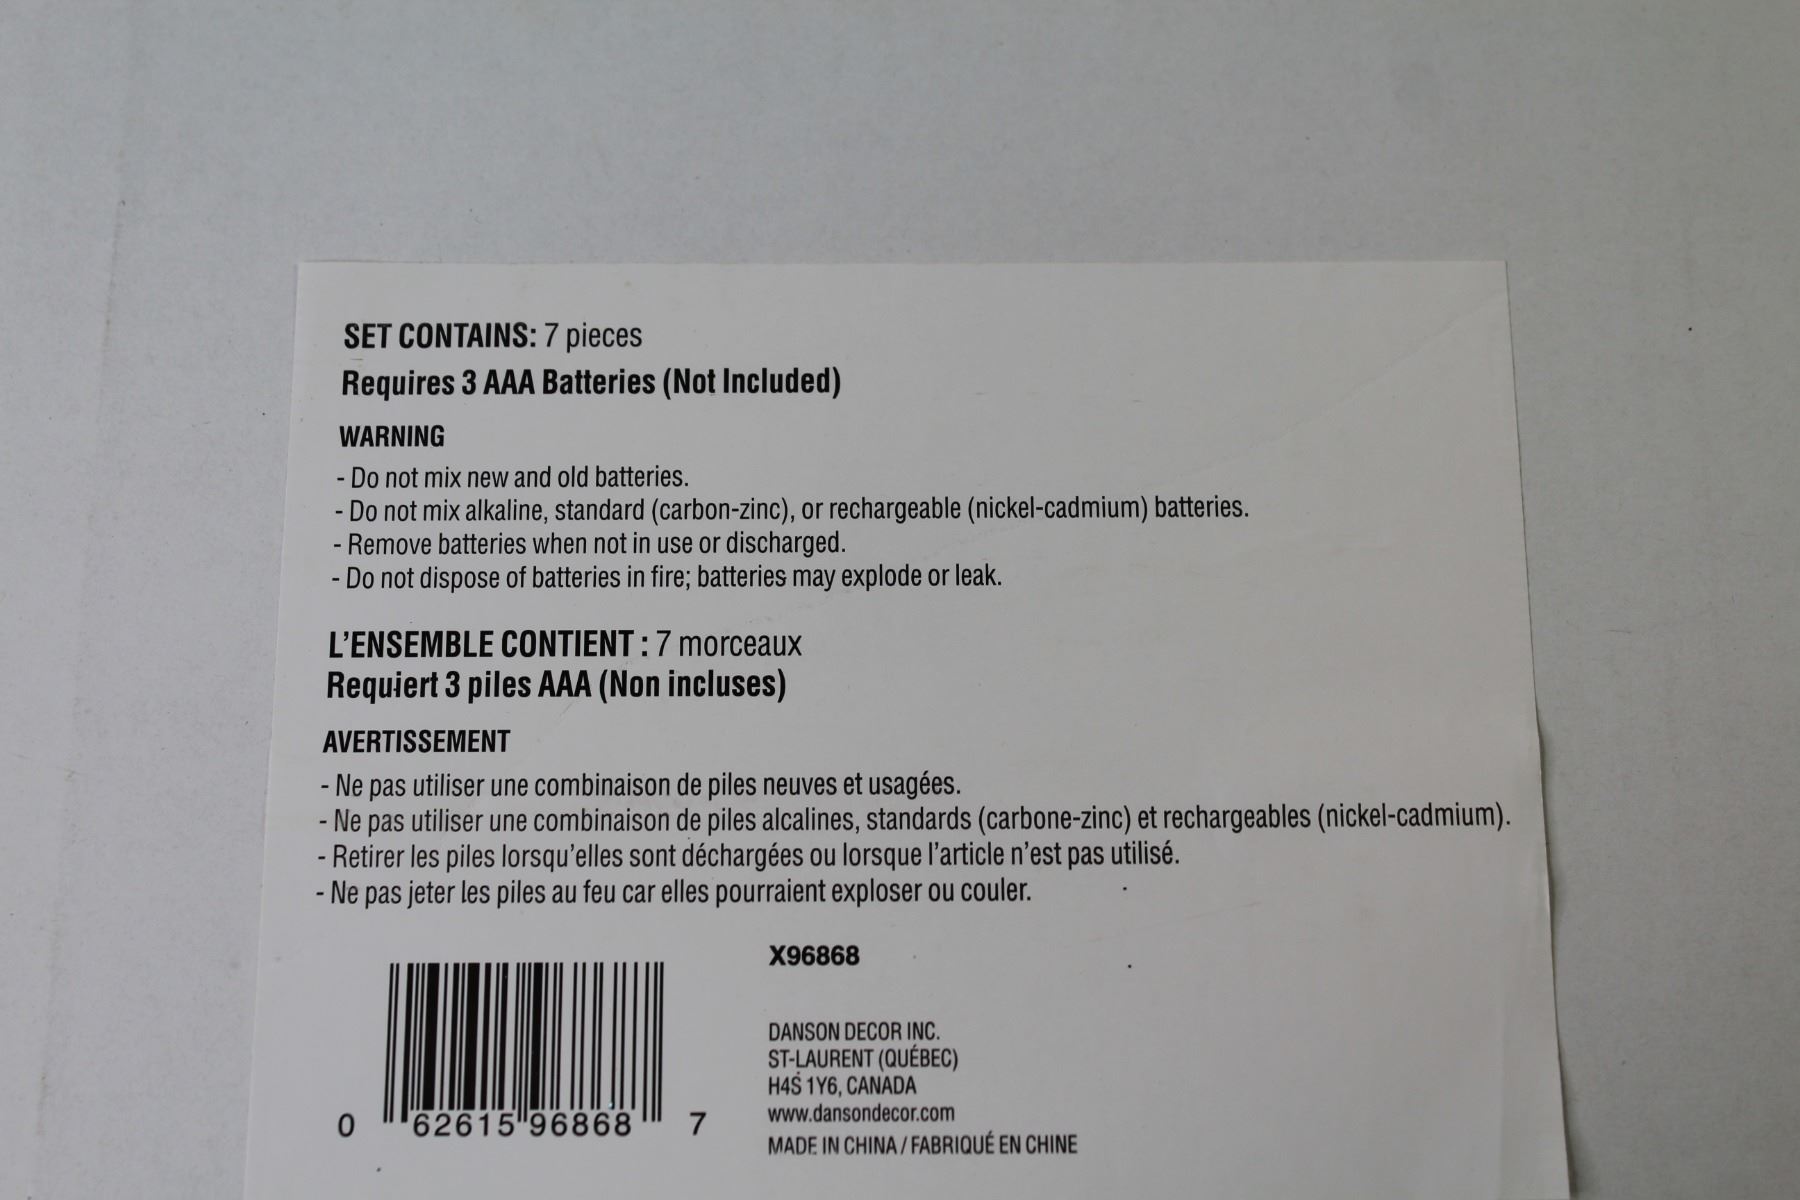 SET CONTAINS: 7 pieces
Requires 3 AAA Batteries (Not Included)
WARNING
- Do not mix new and old batteries.
- Do not mix alkaline, standard (carbon-zinc), or rechargeable (nickel-cadmium) batteries.
- Remove batteries when not in use or discharged.
- Do not dispose of batteries in fire; batteries may explode or leak.
L'ENSEMBLE CONTIENT : 7 morceaux
Requiert 3 piles AAA (Non incluses)
AVERTISSEMENT
- Ne pas utiliser une combinaison de piles neuves et usagées.
- Ne pas utiliser une combinaison de piles alcalines, standards (carbone-zinc) et rechargeables (nickel-cadmium).
- Retirer les piles lorsqu'elles sont déchargées ou lorsque l'article n'est pas utilisé.
- Ne pas jeter les piles au feu car elles pourraient exploser ou couler.
0 62615 96868 7
X96868
DANSON DECOR INC.
ST-LAURENT (QUÉBEC)
H4S 1Y6, CANADA
www.dansondecor.com
MADE IN CHINA / FABRIQUÉ EN CHINE